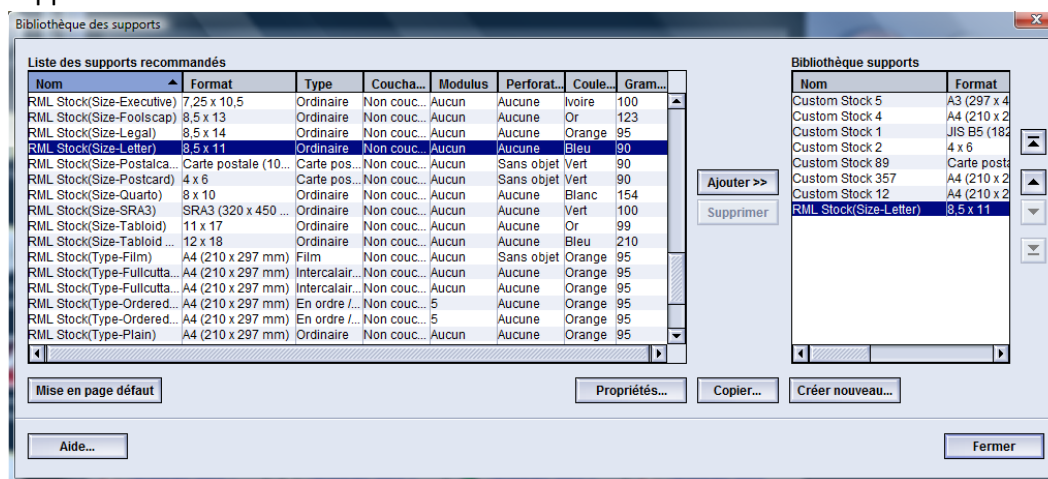 Bibliothèque des supports
Liste des supports recommandés
Nom Format Type Coucha... Modulus Perforat... Coule... Gram...
RML Stock(Size-Executive) 7,25 x 10,5 Ordinaire Non couc... Aucun Aucune Ivoire 100
RML Stock(Size-Foolscap) 8,5 x 13 Ordinaire Non couc... Aucun Aucune Or 123
RML Stock(Size-Legal) 8,5 x 14 Ordinaire Non couc... Aucun Aucune Orange 95
RML Stock(Size-Letter) 8,5 x 11 Ordinaire Non couc... Aucun Aucune Bleu 90
RML Stock(Size-Postalca... Carte postale (10... Carte pos... Non couc... Aucun Sans objet Vert 90
RML Stock(Size-Postcard) 4 x 6 Carte pos... Non couc... Aucun Sans objet Vert 90
RML Stock(Size-Quarto) 8 x 10 Ordinaire Non couc... Aucun Aucune Blanc 154
RML Stock(Size-SRA3) SRA3 (320 x 450 ... Ordinaire Non couc... Aucun Aucune Vert 100
RML Stock(Size-Tabloid) 11 x 17 Ordinaire Non couc... Aucun Aucune Or 99
RML Stock(Size-Tabloid ... 12 x 18 Ordinaire Non couc... Aucun Aucune Bleu 210
RML Stock(Type-Film) A4 (210 x 297 mm) Film Non couc... Aucun Sans objet Orange 95
RML Stock(Type-Fullcutta... A4 (210 x 297 mm) Intercalair... Non couc... Aucun Aucune Orange 95
RML Stock(Type-Fullcutta... A4 (210 x 297 mm) Intercalair... Non couc... Aucun Aucune Orange 95
RML Stock(Type-Ordered... A4 (210 x 297 mm) En ordre /... Non couc... 5 Aucune Orange 95
RML Stock(Type-Ordered... A4 (210 x 297 mm) En ordre /... Non couc... 5 Aucune Orange 95
RML Stock(Type-Plain) A4 (210 x 297 mm) Ordinaire Non couc... Aucun Aucune Orange 95
Ajouter >>
Supprimer
Bibliothèque supports
Nom Format
Custom Stock 5 A3 (297 x 4
Custom Stock 4 A4 (210 x 2
Custom Stock 1 JIS B5 (182
Custom Stock 2 4 x 6
Custom Stock 89 Carte posta
Custom Stock 357 A4 (210 x 2
Custom Stock 12 A4 (210 x 2
RML Stock(Size-Letter) 8,5 x 11
Mise en page défaut Propriétés... Copier... Créer nouveau...
Aide... Fermer